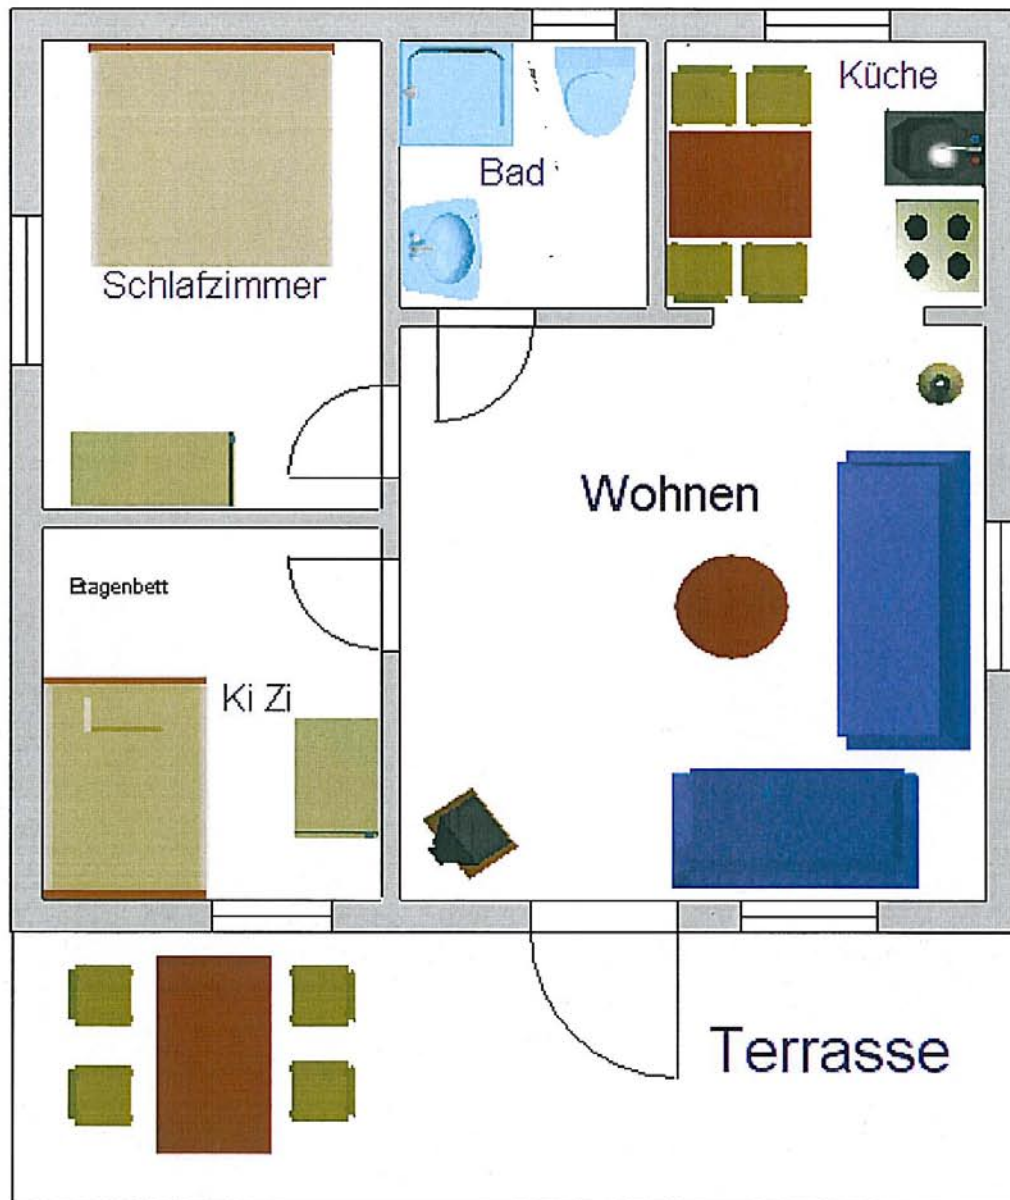 Küche
Bad
Schlafzimmer
Wohnen
Etagenbett
Ki Zi
Terrasse